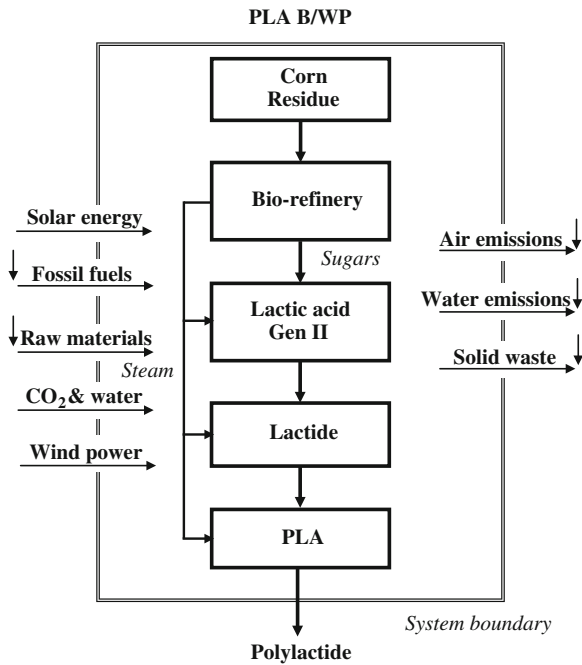 PLA B/WP
Corn
Residue
Bio-refinery
Solar energy
Air emissions
Sugars
Fossil fuels
Water emissions
Lactic acid
Gen II
Raw materials
Steam
Solid waste
CO₂ & water
Lactide
Wind power
PLA
System boundary
Polylactide